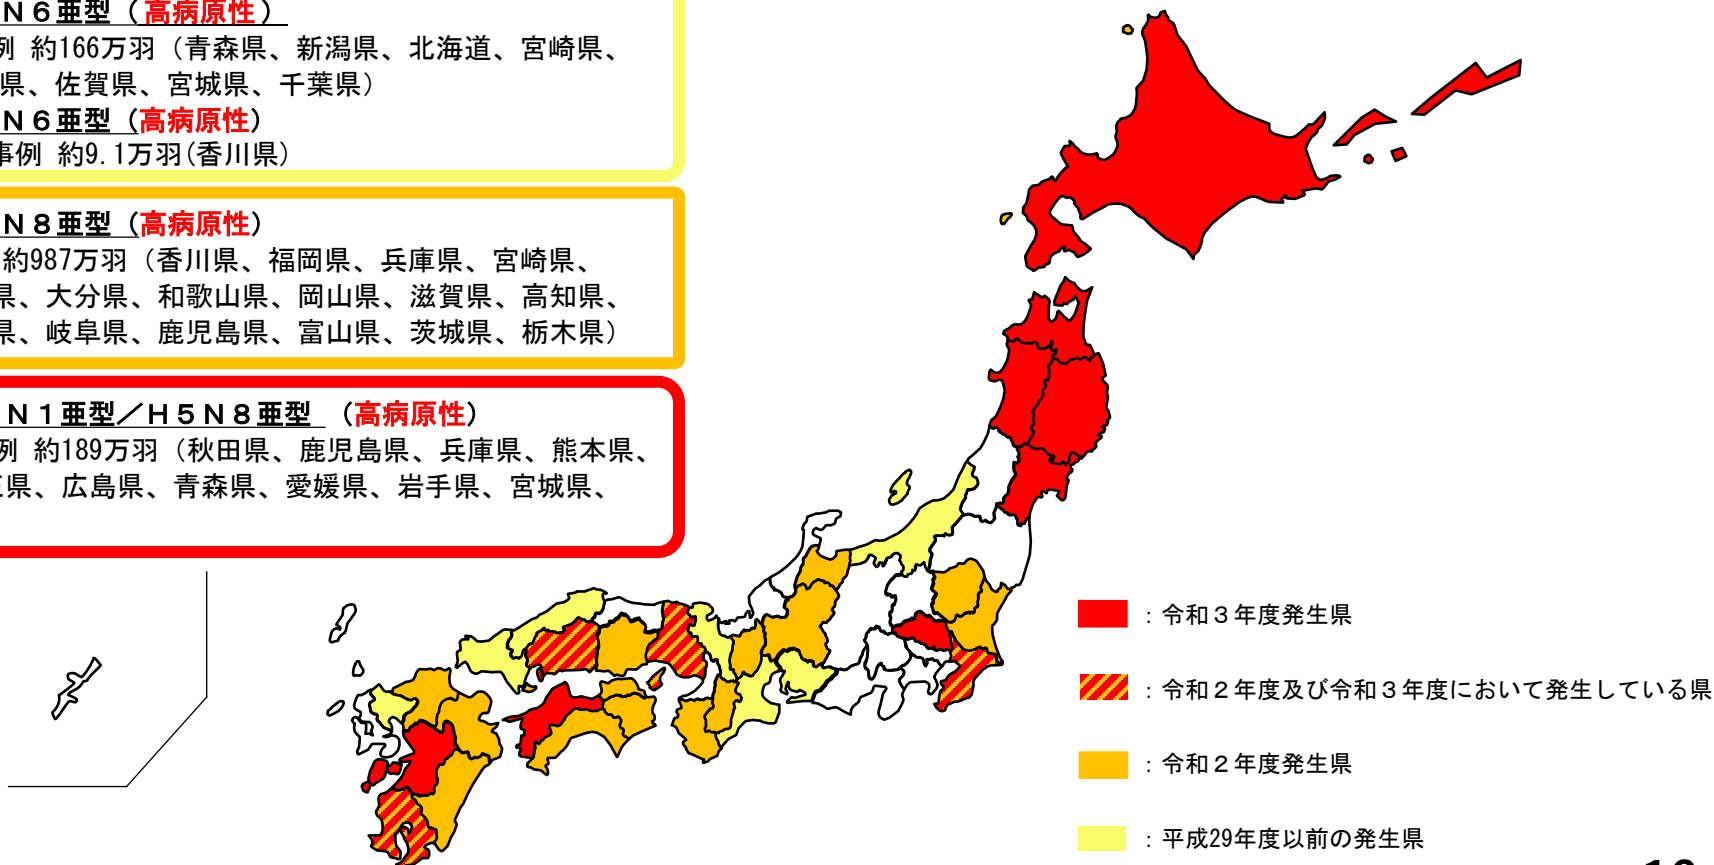 Ｎ６亜型（高病原性）
例 約166万羽（青森県、新潟県、北海道、宮崎県、
県、佐賀県、宮城県、千葉県）
Ｎ６亜型（高病原性）
事例 約9.1万羽(香川県)
Ｎ８亜型（高病原性）
約987万羽（香川県、福岡県、兵庫県、宮崎県、
県、大分県、和歌山県、岡山県、滋賀県、高知県、
県、岐阜県、鹿児島県、富山県、茨城県、栃木県）
Ｎ１亜型／Ｈ５Ｎ８亜型 （高病原性）
例 約189万羽（秋田県、鹿児島県、兵庫県、熊本県、
県、広島県、青森県、愛媛県、岩手県、宮城県、
：令和３年度発生県
：令和２年度及び令和３年度において発生している県
：令和２年度発生県
：平成29年度以前の発生県